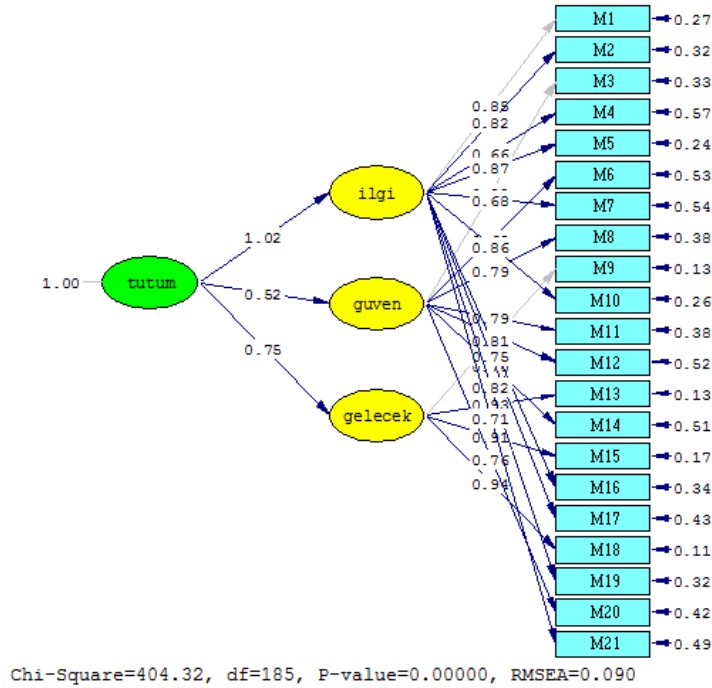 M1 0.27
M2 0.32
M3 0.33
M4 0.57
M5 0.24
M6 0.53
M7 0.54
M8 0.38
M9 0.13
M10 0.26
M11 0.38
M12 0.52
M13 0.13
M14 0.51
M15 0.17
M16 0.34
M17 0.43
M18 0.11
M19 0.32
M20 0.42
M21 0.49
0.82
0.66
0.87
0.68
0.86
0.79
0.79
0.81
0.75
0.82
0.71
0.91
0.76
0.94
ilgi
guven
gelecek
1.02
0.52
0.75
1.00
tutum
Chi-Square=404.32, df=185, P-value=0.00000, RMSEA=0.090